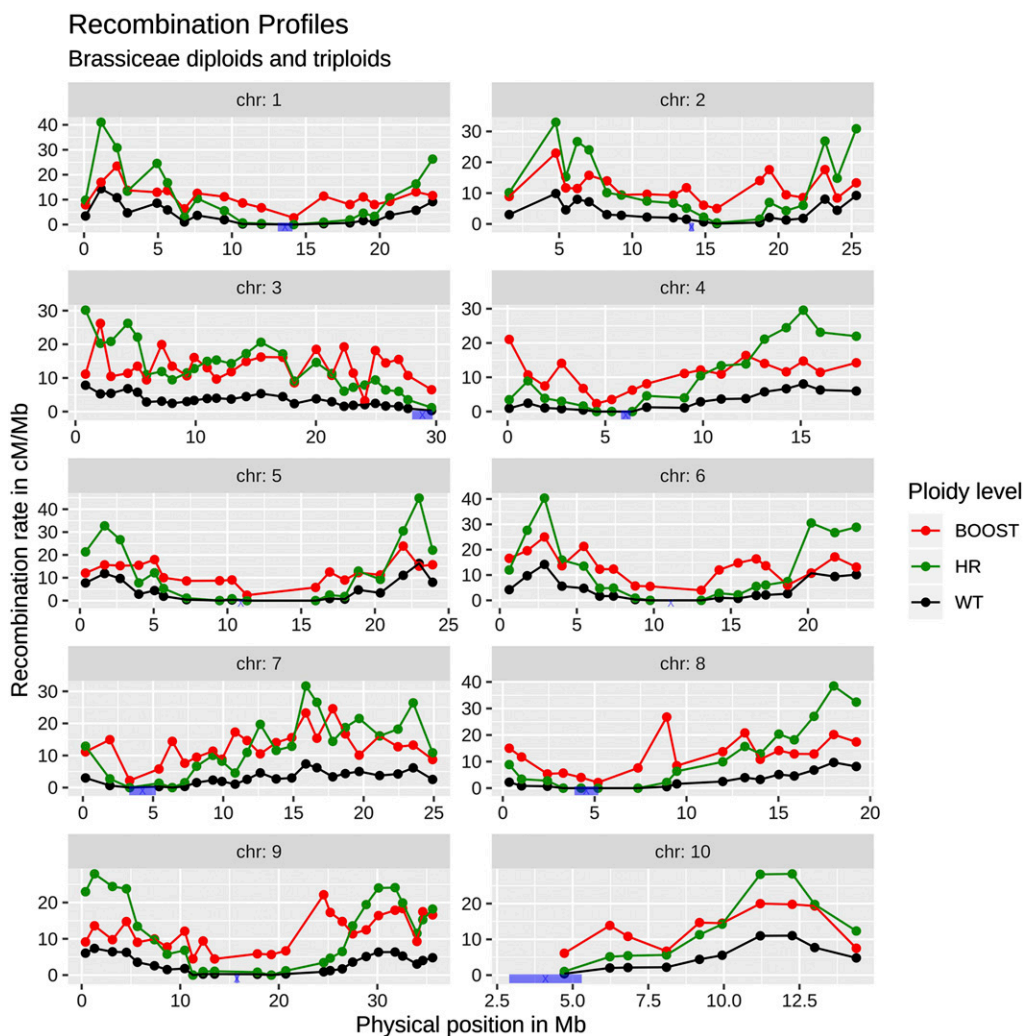 Recombination Profiles
Brassiceae diploids and triploids
chr: 1
chr: 2
40
30
20
10
0
30
20
10
0
0 5 10 15 20
5 10 15 20 25
chr: 3
chr: 4
30
20
10
0
30
20
10
0
0 10 20 30
0 5 10 15
chr: 5
chr: 6
40
30
20
10
0
40
30
20
10
0
0 5 10 15 20 25
0 5 10 15 20
chr: 7
chr: 8
30
20
10
0
40
30
20
10
0
0 5 10 15 20 25
0 5 10 15 20
chr: 9
chr: 10
20
10
0
20
10
0
0 10 20 30
2.5 5.0 7.5 10.0 12.5
Recombination rate in cM/Mb
Physical position in Mb
Ploidy level
BOOST
HR
WT